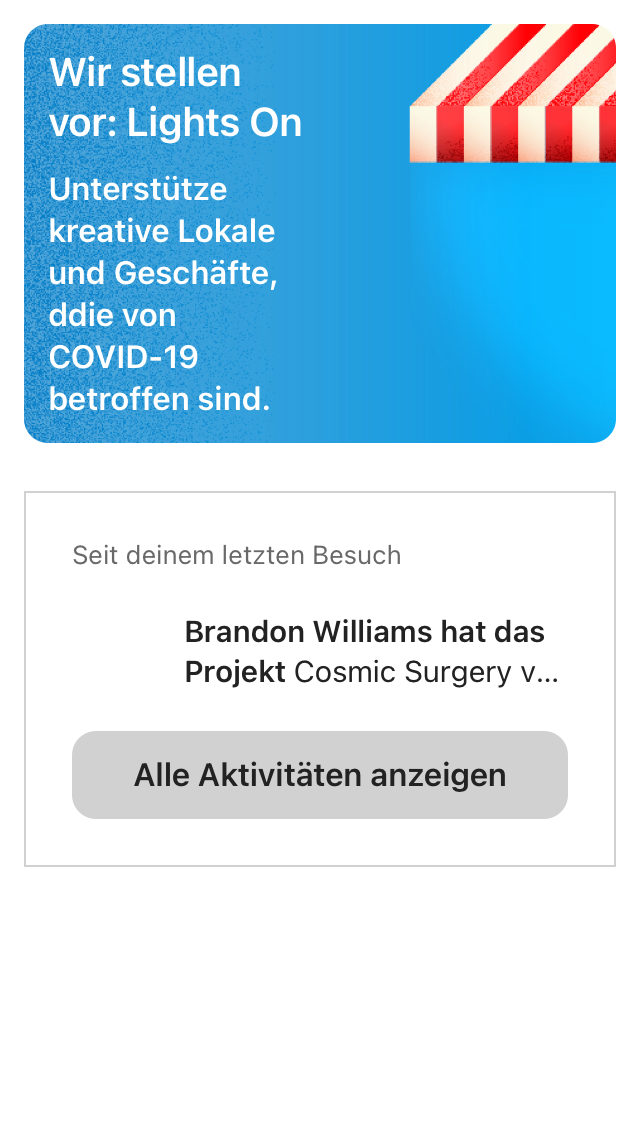 Wir stellen
vor: Lights On
Unterstütze
kreative Lokale
und Geschäfte,
ddie von
COVID-19
betroffen sind.
Seit deinem letzten Besuch
Brandon Williams hat das
Projekt Cosmic Surgery v...
Alle Aktivitäten anzeigen